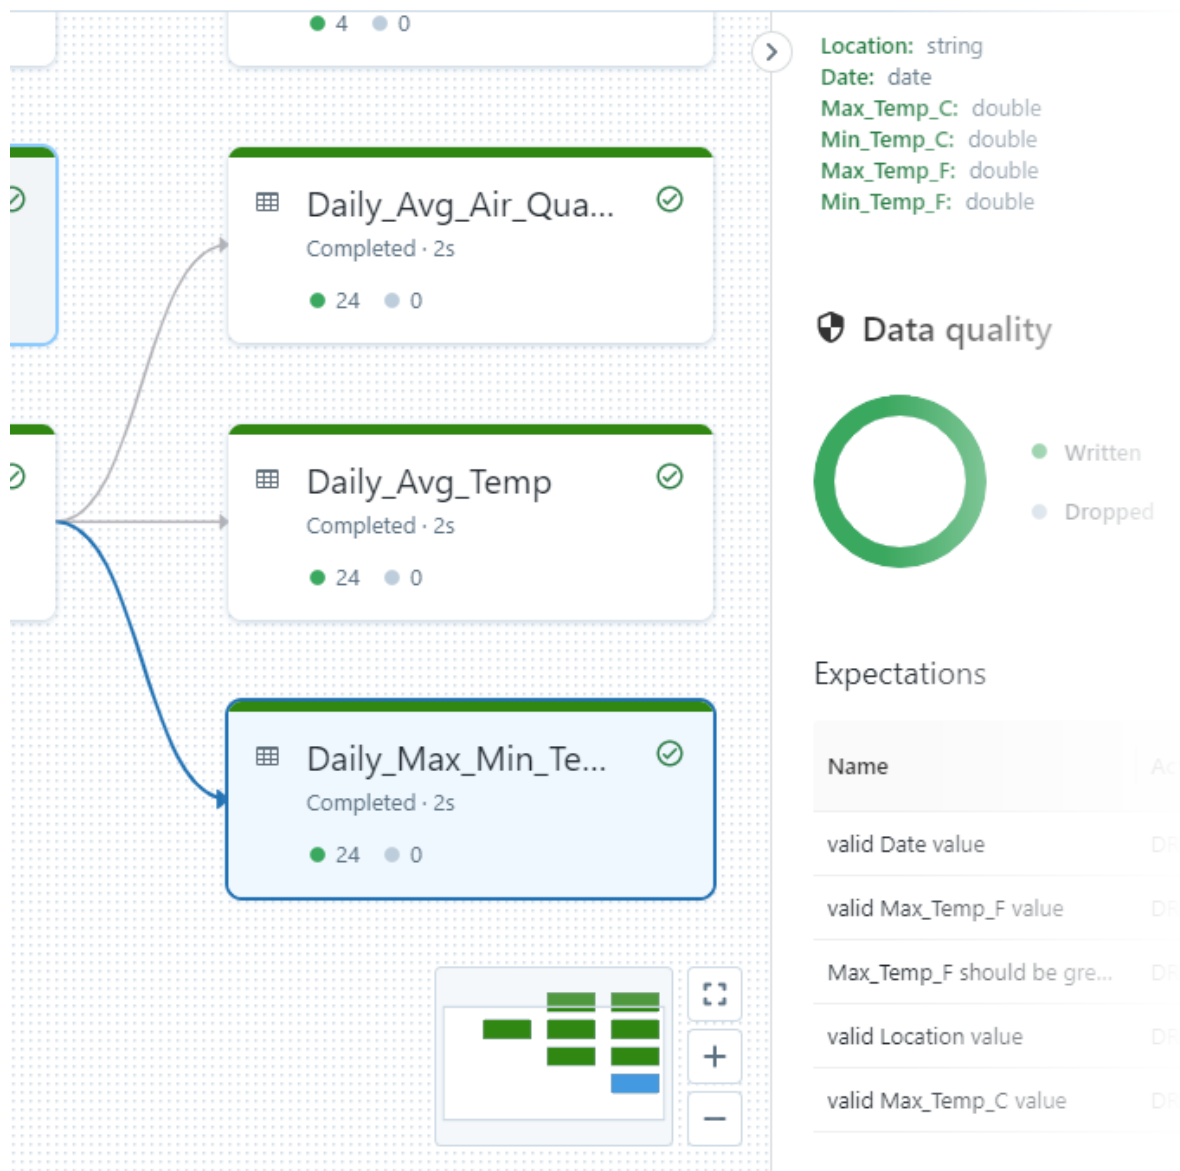 4 0
Daily_Avg_Air_Qua...
Completed · 2s
24 0
Daily_Avg_Temp
Completed · 2s
24 0
Daily_Max_Min_Te...
Completed · 2s
24 0
Location: string
Date: date
Max_Temp_C: double
Min_Temp_C: double
Max_Temp_F: double
Min_Temp_F: double
Data quality
Written
Dropped
Expectations
Name
valid Date value
valid Max_Temp_F value
Max_Temp_F should be gre...
valid Location value
valid Max_Temp_C value